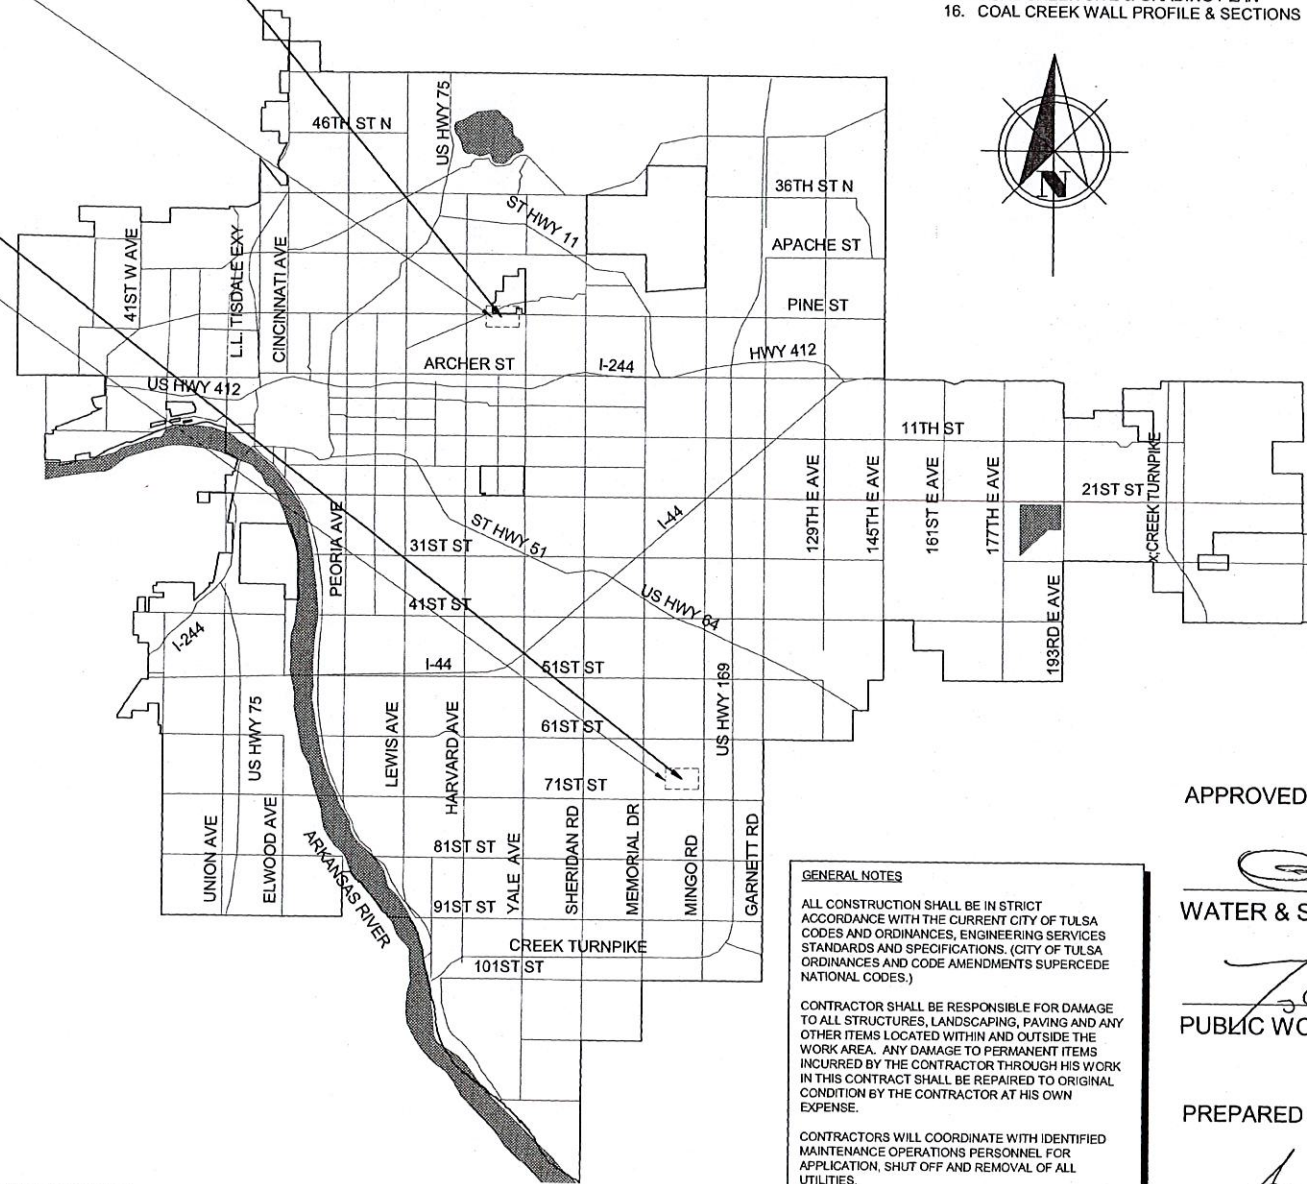 16. COAL CREEK WALL PROFILE & SECTIONS
N
46TH ST N
US HWY 75
ST HWY 11
36TH ST N
APACHE ST
PINE ST
41ST W AVE
L.L. TISDALE EXY
CINCINNATI AVE
ARCHER ST
I-244
HWY 412
US HWY 412
11TH ST
129TH E AVE
145TH E AVE
161ST E AVE
177TH E AVE
21ST ST
CREEK TURNPIKE
193RD E AVE
PEORIA AVE
31ST ST
ST HWY 51
I-44
41ST ST
US HWY 64
I-244
I-44
51ST ST
US HWY 169
61ST ST
US HWY 75
LEWIS AVE
HARVARD AVE
71ST ST
UNION AVE
ELWOOD AVE
ARKANSAS RIVER
81ST ST
YALE AVE
SHERIDAN RD
MEMORIAL DR
MINGO RD
GARNETT RD
91ST ST
CREEK TURNPIKE
101ST ST
GENERAL NOTES
ALL CONSTRUCTION SHALL BE IN STRICT
ACCORDANCE WITH THE CURRENT CITY OF TULSA
CODES AND ORDINANCES, ENGINEERING SERVICES
STANDARDS AND SPECIFICATIONS. (CITY OF TULSA
ORDINANCES AND CODE AMENDMENTS SUPERCEDE
NATIONAL CODES.)
CONTRACTOR SHALL BE RESPONSIBLE FOR DAMAGE
TO ALL STRUCTURES, LANDSCAPING, PAVING AND ANY
OTHER ITEMS LOCATED WITHIN AND OUTSIDE THE
WORK AREA. ANY DAMAGE TO PERMANENT ITEMS
INCURRED BY THE CONTRACTOR THROUGH HIS WORK
IN THIS CONTRACT SHALL BE REPAIRED TO ORIGINAL
CONDITION BY THE CONTRACTOR AT HIS OWN
EXPENSE.
CONTRACTORS WILL COORDINATE WITH IDENTIFIED
MAINTENANCE OPERATIONS PERSONNEL FOR
APPLICATION, SHUT OFF AND REMOVAL OF ALL
UTILITIES.
APPROVED
WATER & S
PUBLIC WO
PREPARED